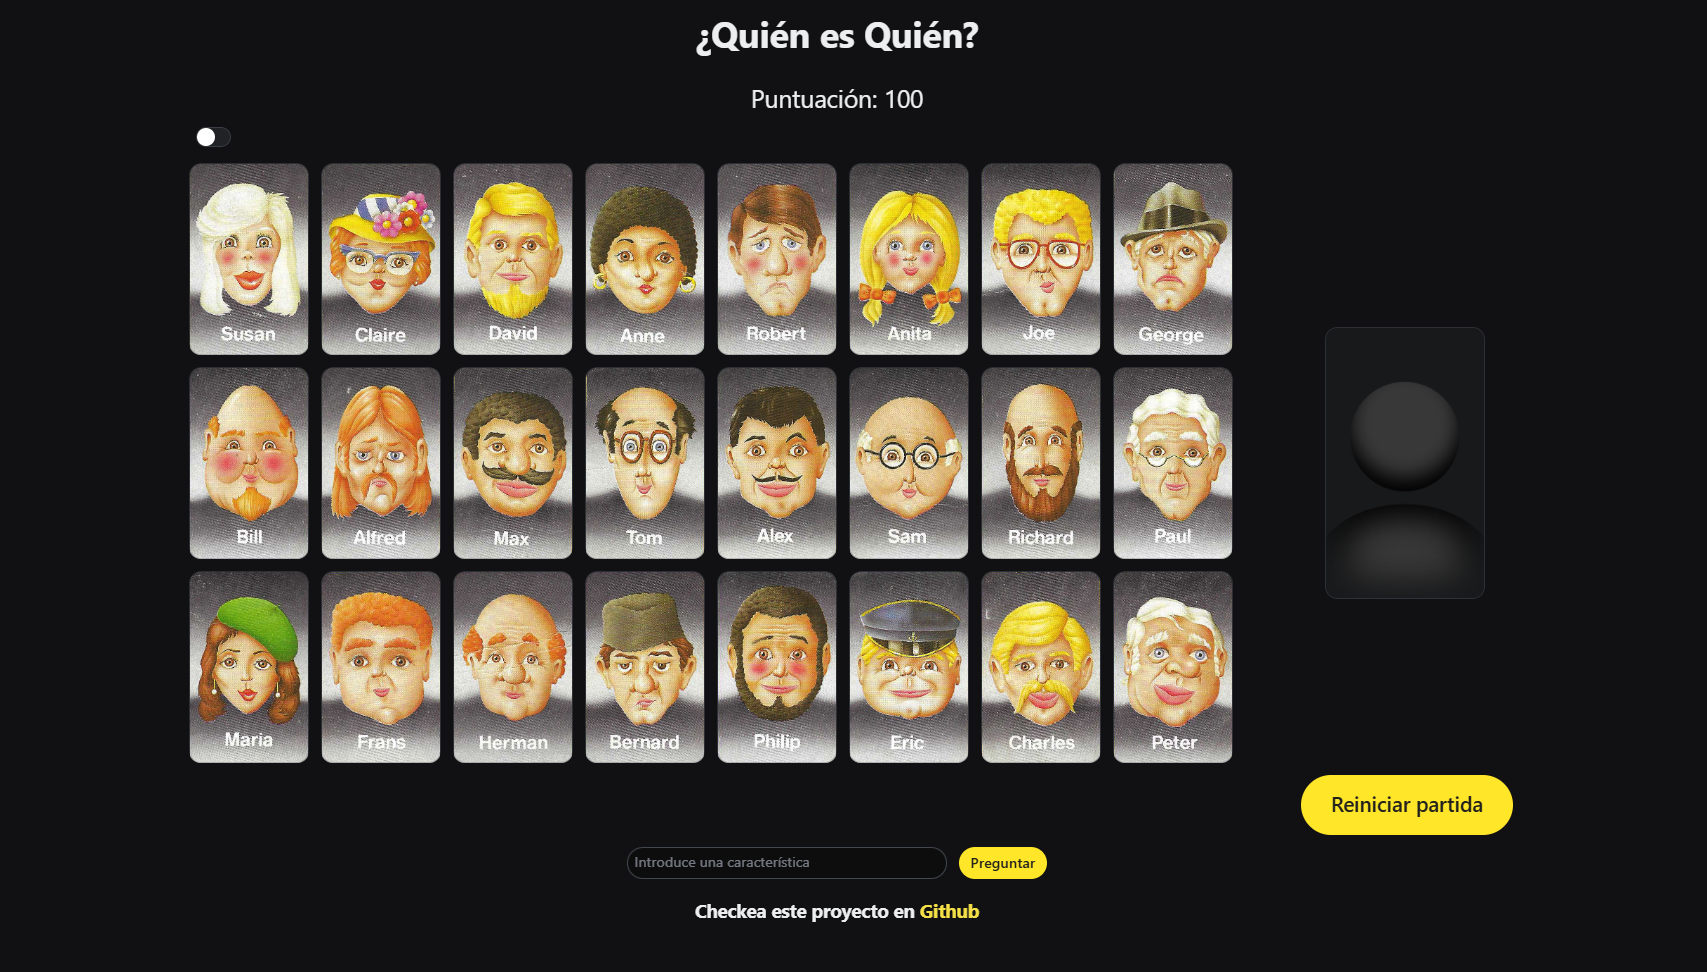 ¿Quién es Quién?
Puntuación: 100
Susan
Claire
David
Anne
Robert
Anita
Joe
George
Bill
Alfred
Max
Tom
Alex
Sam
Richard
Paul
Maria
Frans
Herman
Bernard
Philip
Eric
Charles
Peter
Reiniciar partida
Introduce una característica
Preguntar
Checkea este proyecto en Github